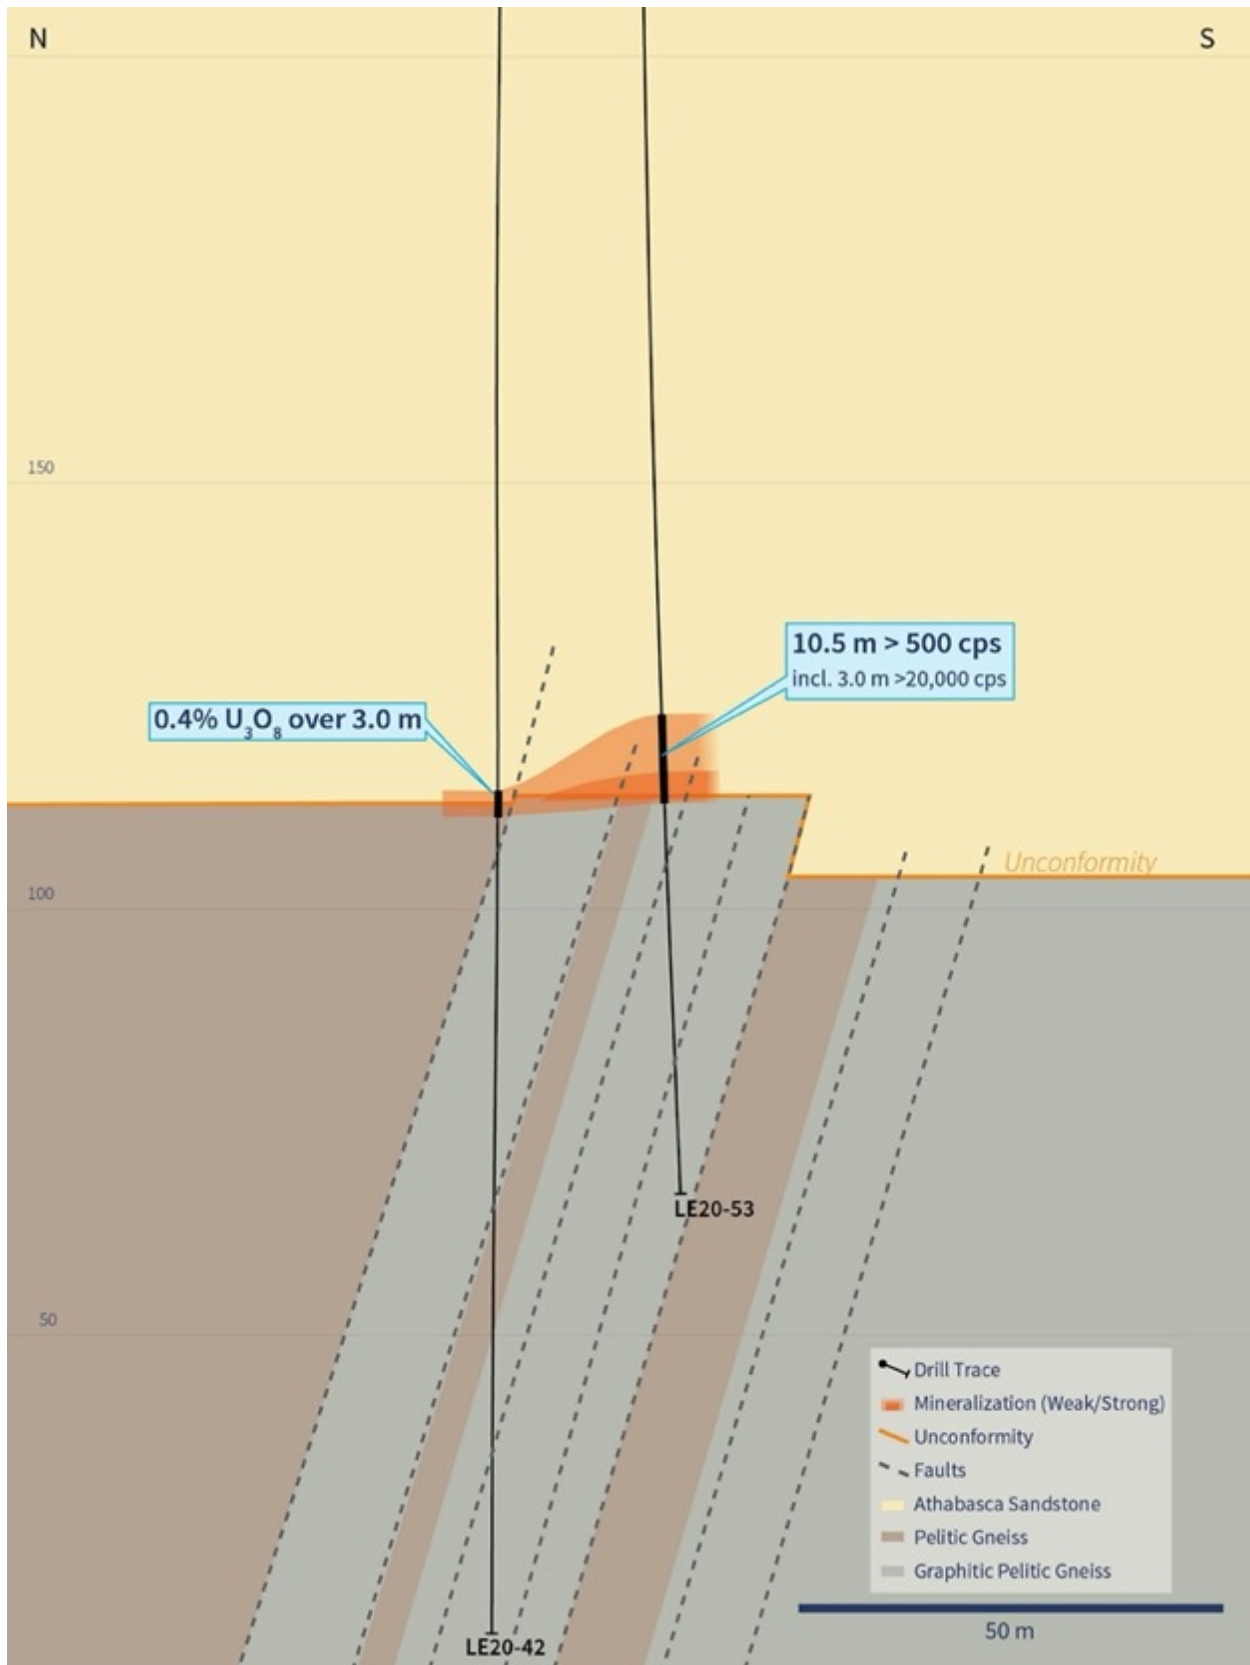 N
S
150
10.5 m > 500 cps
incl. 3.0 m >20,000 cps
0.4% U₃O₈ over 3.0 m
Unconformity
100
LE20-53
50
Drill Trace
Mineralization (Weak/Strong)
Unconformity
Faults
Athabasca Sandstone
Pelitic Gneiss
Graphitic Pelitic Gneiss
50 m
LE20-42